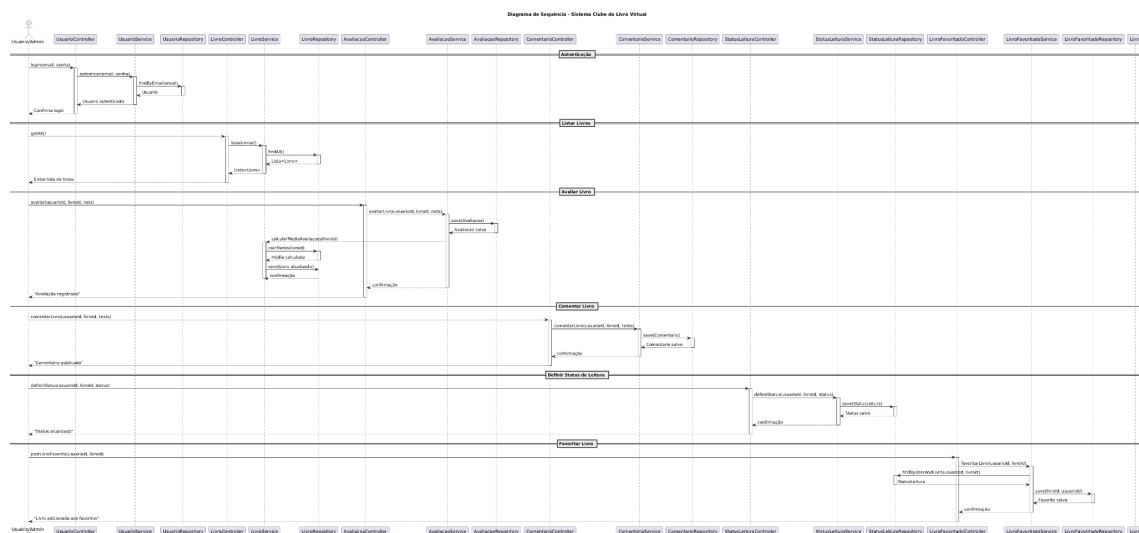 Diagrama de Sequência - Sistema Clube do Livro Virtual
Usuário/Admin UsuarioController UsuarioService UsuarioRepository LivroController LivroService LivroRepository AvaliacaoController AvaliacaoService AvaliacaoRepository ComentarioController ComentarioService ComentarioRepository StatusLeituraController StatusLeituraService StatusLeituraRepository LivroFavoritadoController LivroFavoritadoService LivroFavoritadoRepository
Autenticação
login(email, senha)
autenticar(email, senha)
findByEmail(email)
Usuario
Usuario autenticado
Confirma login
Listar Livros
getAll()
listarLivros()
findAll()
Lista<Livro>
Lista<Livro>
Exibe lista de livros
Avaliar Livro
avaliar(usuarioId, livroId, nota)
avaliarLivro(usuarioId, livroId, nota)
save(Avaliacao)
Avaliacao salva
calcularMediaAvaliacoes(livroId)
calcMedia(livroId)
média calculada
save(Livro atualizado)
confirmação
confirmação
"Avaliação registrada"
Comentar Livro
comentarLivro(usuarioId, livroId, texto)
comentarLivro(usuarioId, livroId, texto)
save(Comentario)
Comentario salvo
confirmação
"Comentário publicado"
Definir Status de Leitura
definirStatus(usuarioId, livroId, status)
definirStatus(usuarioId, livroId, status)
save(StatusLeitura)
Status salvo
confirmação
"Status atualizado"
Favoritar Livro
postLivroFavorito(usuarioId, livroId)
favoritarLivro(usuarioId, livroId)
StatusLeitura
save(livroId, usuarioId)
Favorito salvo
confirmação
"Livro adicionado aos favoritos"
Usuário/Admin UsuarioController UsuarioService UsuarioRepository LivroController LivroService LivroRepository AvaliacaoController AvaliacaoService AvaliacaoRepository ComentarioController ComentarioService ComentarioRepository StatusLeituraController StatusLeituraService StatusLeituraRepository LivroFavoritadoController LivroFavoritadoService LivroFavoritadoRepository